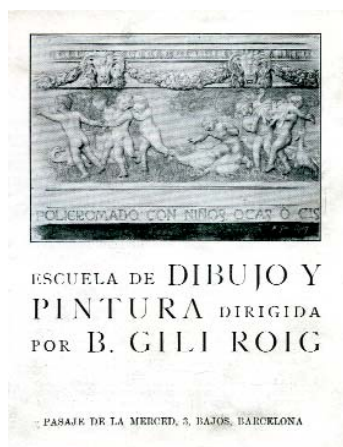 POLICROMADO CON NIÑOS OCAS Ó CIS
ESCUELA DE DIBUJO Y
PINTURA DIRIGIDA
POR B. GILI ROIG
PASAJE DE LA MERCED, 3, BAJOS, BARCELONA